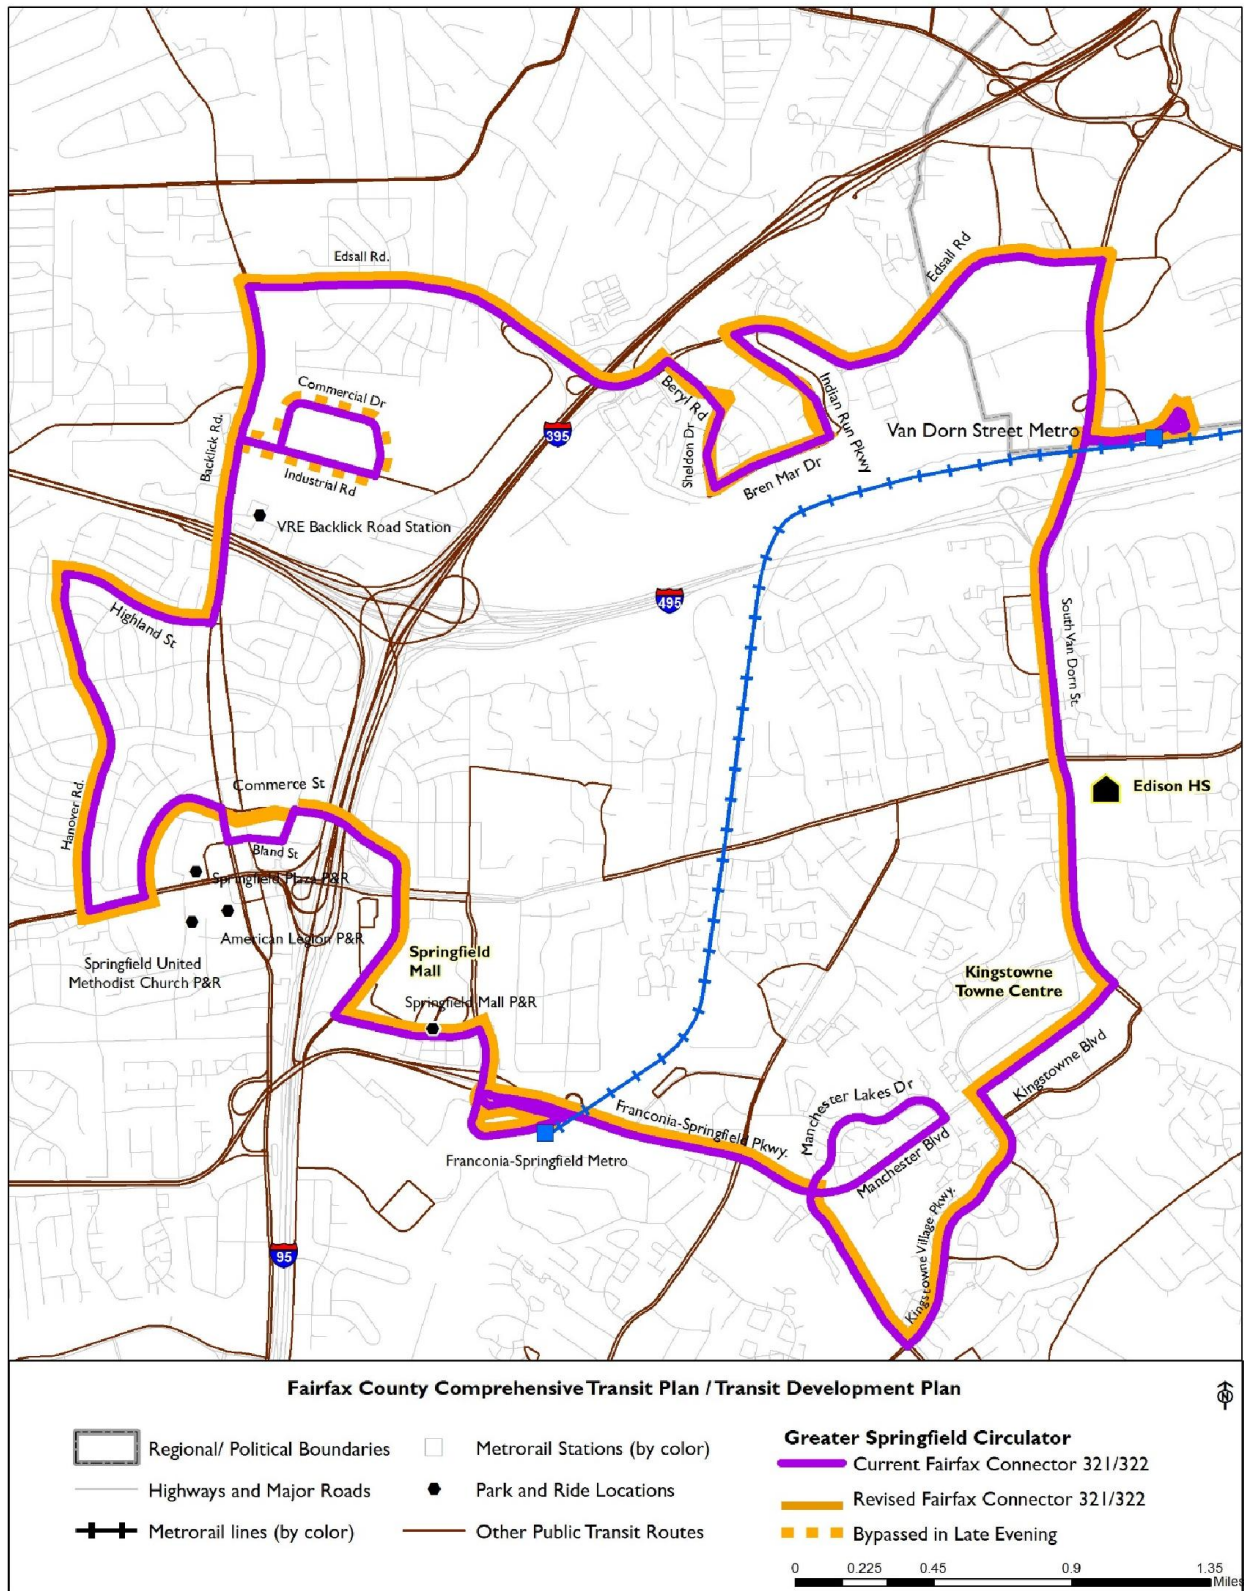 Edsall Rd.
Edsall Rd
Commercial Dr
Backlick Rd.
Industrial Rd
395
Beryl Rd
Sheldon Dr
Indian Run Pkwy
Bren Mar Dr
Van Dorn Street Metro
VRE Backlick Road Station
495
Highland St
South Van Dorn St.
Commerce St
Edison HS
Hanover Rd.
Bland St
Springfield Plaza P&R
American Legion P&R
Springfield United
Methodist Church P&R
Springfield
Mall
Springfield Mall P&R
Kingstowne
Towne Centre
Kingstowne Blvd
Manchester Lakes Dr
Franconia-Springfield Pkwy.
Manchester Blvd
Franconia-Springfield Metro
Kingstowne Village Pkwy.
95
Fairfax County Comprehensive Transit Plan / Transit Development Plan
N
Regional/ Political Boundaries
Highways and Major Roads
Metrorail lines (by color)
Metrorail Stations (by color)
Park and Ride Locations
Other Public Transit Routes
Greater Springfield Circulator
Current Fairfax Connector 321/322
Revised Fairfax Connector 321/322
Bypassed in Late Evening
0 0.225 0.45 0.9 1.35
Miles